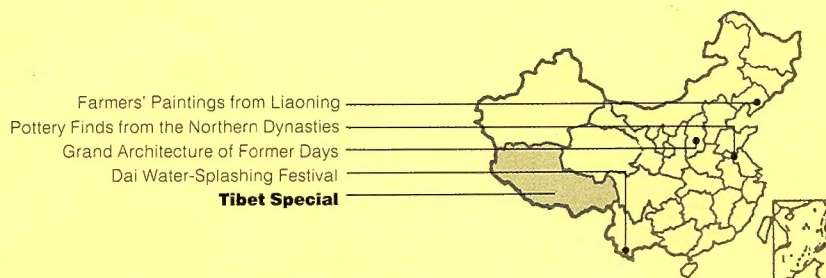 Farmers' Paintings from Liaoning
Pottery Finds from the Northern Dynasties
Grand Architecture of Former Days
Dai Water-Splashing Festival
Tibet Special